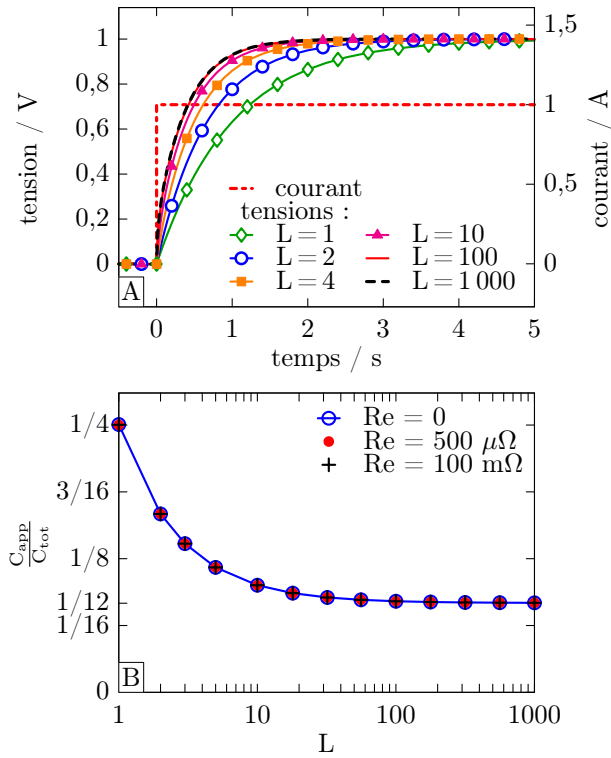 tension / V
courant / A
1
0,8
0,6
0,4
0,2
0
1,5
1
0,5
0
courant
tensions :
L = 1
L = 10
L = 2
L = 100
L = 4
L = 1 000
A
0 1 2 3 4 5
temps / s
C_app/C_tot
1/4
3/16
1/8
1/12
1/16
0
Re = 0
Re = 500 μΩ
Re = 100 mΩ
B
1 10 100 1000
L